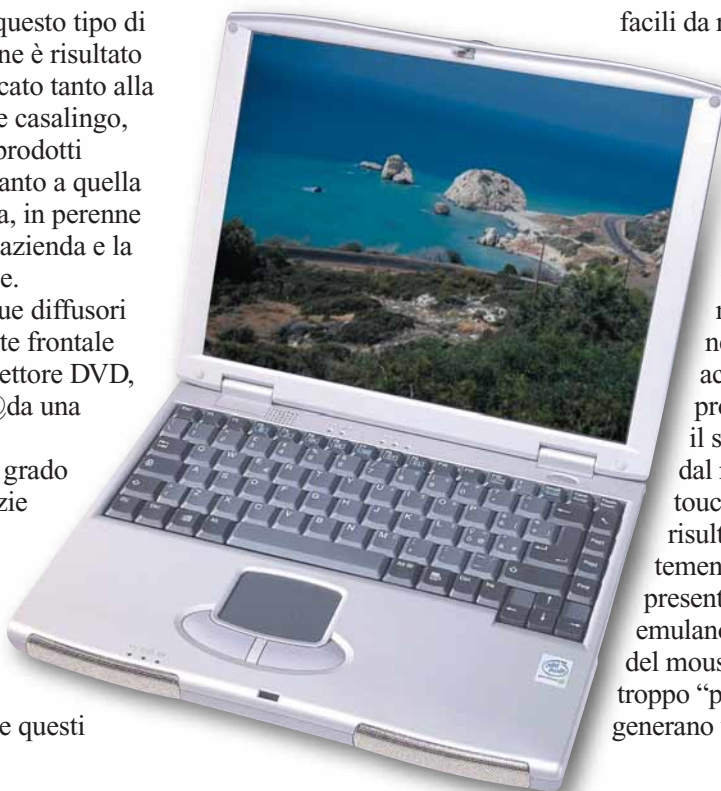 questo tipo di
ne è risultato
cato tanto alla
e casalingo,
prodotti
anto a quella
a, in perenne
azienda e la
e.
ue diffusori
te frontale
ettore DVD,
da una
grado
zie
e questi
facili da
no
ac
pro
il s
dal
touc
risult
temen
present
emulan
del mous
troppo “p
generano